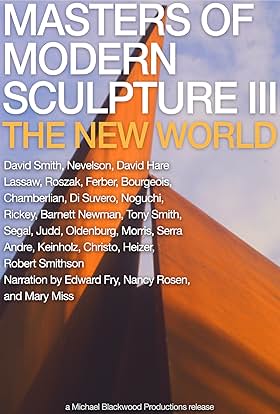 MASTERS OF
MODERN
SCULPTURE III
THE NEW WORLD
David Smith, Nevelson, David Hare
Lassaw, Roszak, Ferber, Bourgeois,
Chamberlian, Di Suvero, Noguchi,
Rickey, Barnett Newman, Tony Smith,
Segal, Judd, Oldenburg, Morris, Serra
Andre, Keinholz, Christo, Heizer,
Robert Smithson
Narration by Edward Fry, Nancy Rosen,
and Mary Miss
a Michael Blackwood Productions release